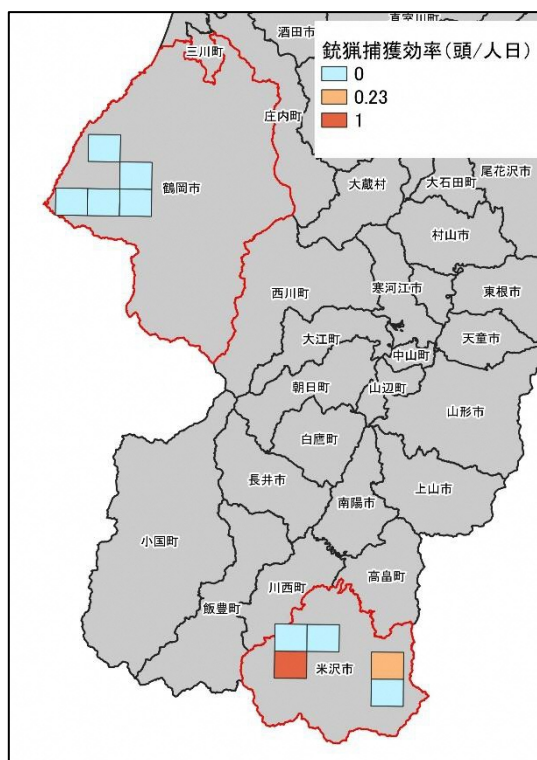 真室川町
酒田市
銃猟捕獲効率(頭/人日)
0
0.23
1
三川町
庄内町
鶴岡市
大蔵村
大石田町
尾花沢市
村山市
西川町
寒河江市
東根市
大江町
中山町
天童市
朝日町
山辺町
山形市
白鷹町
長井市
南陽市
上山市
小国町
川西町
高畠町
飯豊町
米沢市